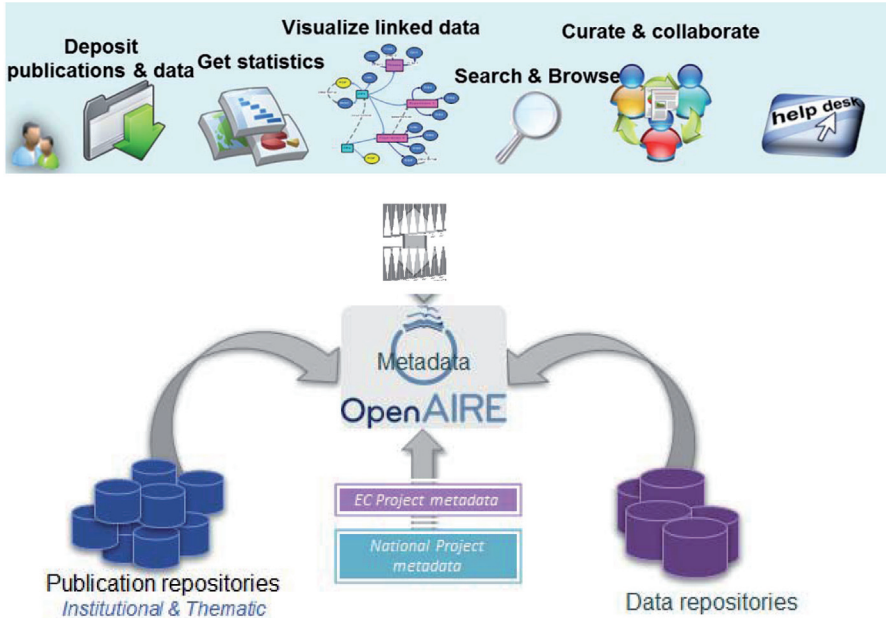 Deposit
publications & data
Get statistics
Visualize linked data
Search & Browse
Curate & collaborate
help desk
Metadata
OpenAIRE
EC Project metadata
National Project
metadata
Publication repositories
Institutional & Thematic
Data repositories